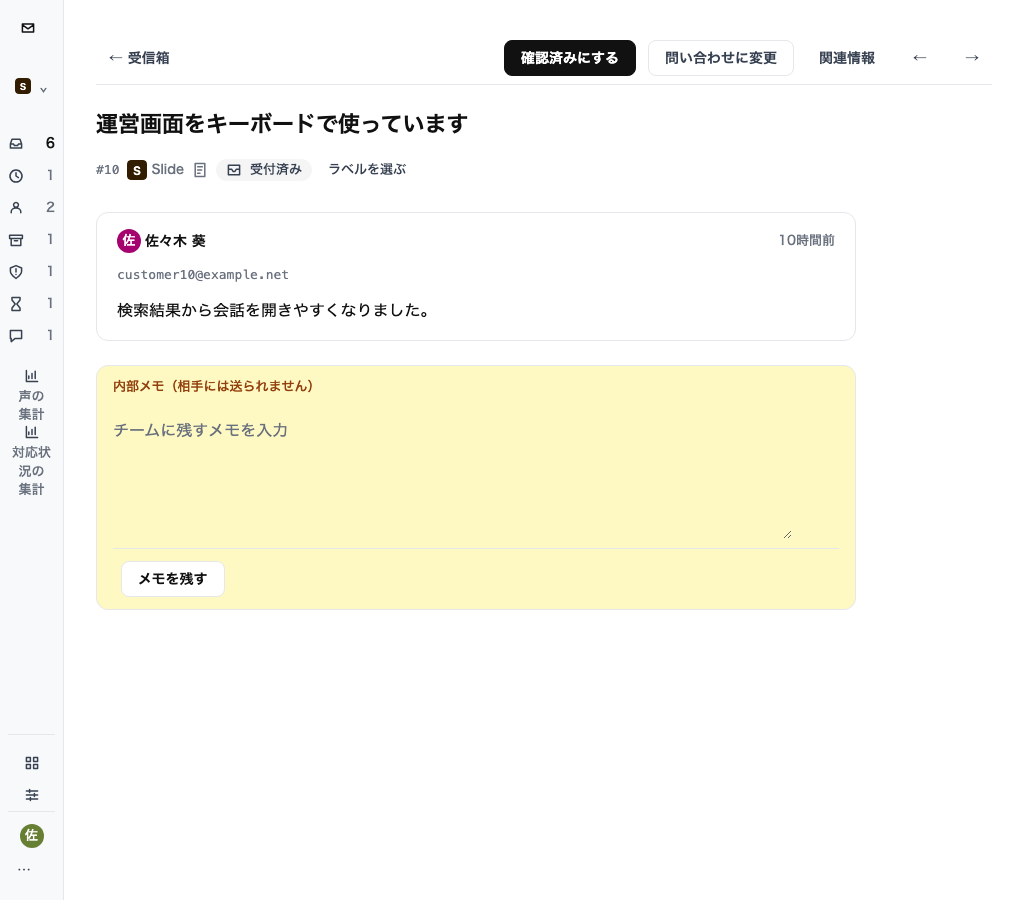 ← 受信箱
確認済みにする
問い合わせに変更
関連情報
←
→
S
6
1
2
1
1
1
1
声の
集計
対応状
況の
集計
佐
…
運営画面をキーボードで使っています
#10 S Slide 受付済み ラベルを選ぶ
佐 佐々木 葵 10時間前
customer10@example.net
検索結果から会話を開きやすくなりました。
内部メモ（相手には送られません）
チームに残すメモを入力
メモを残す